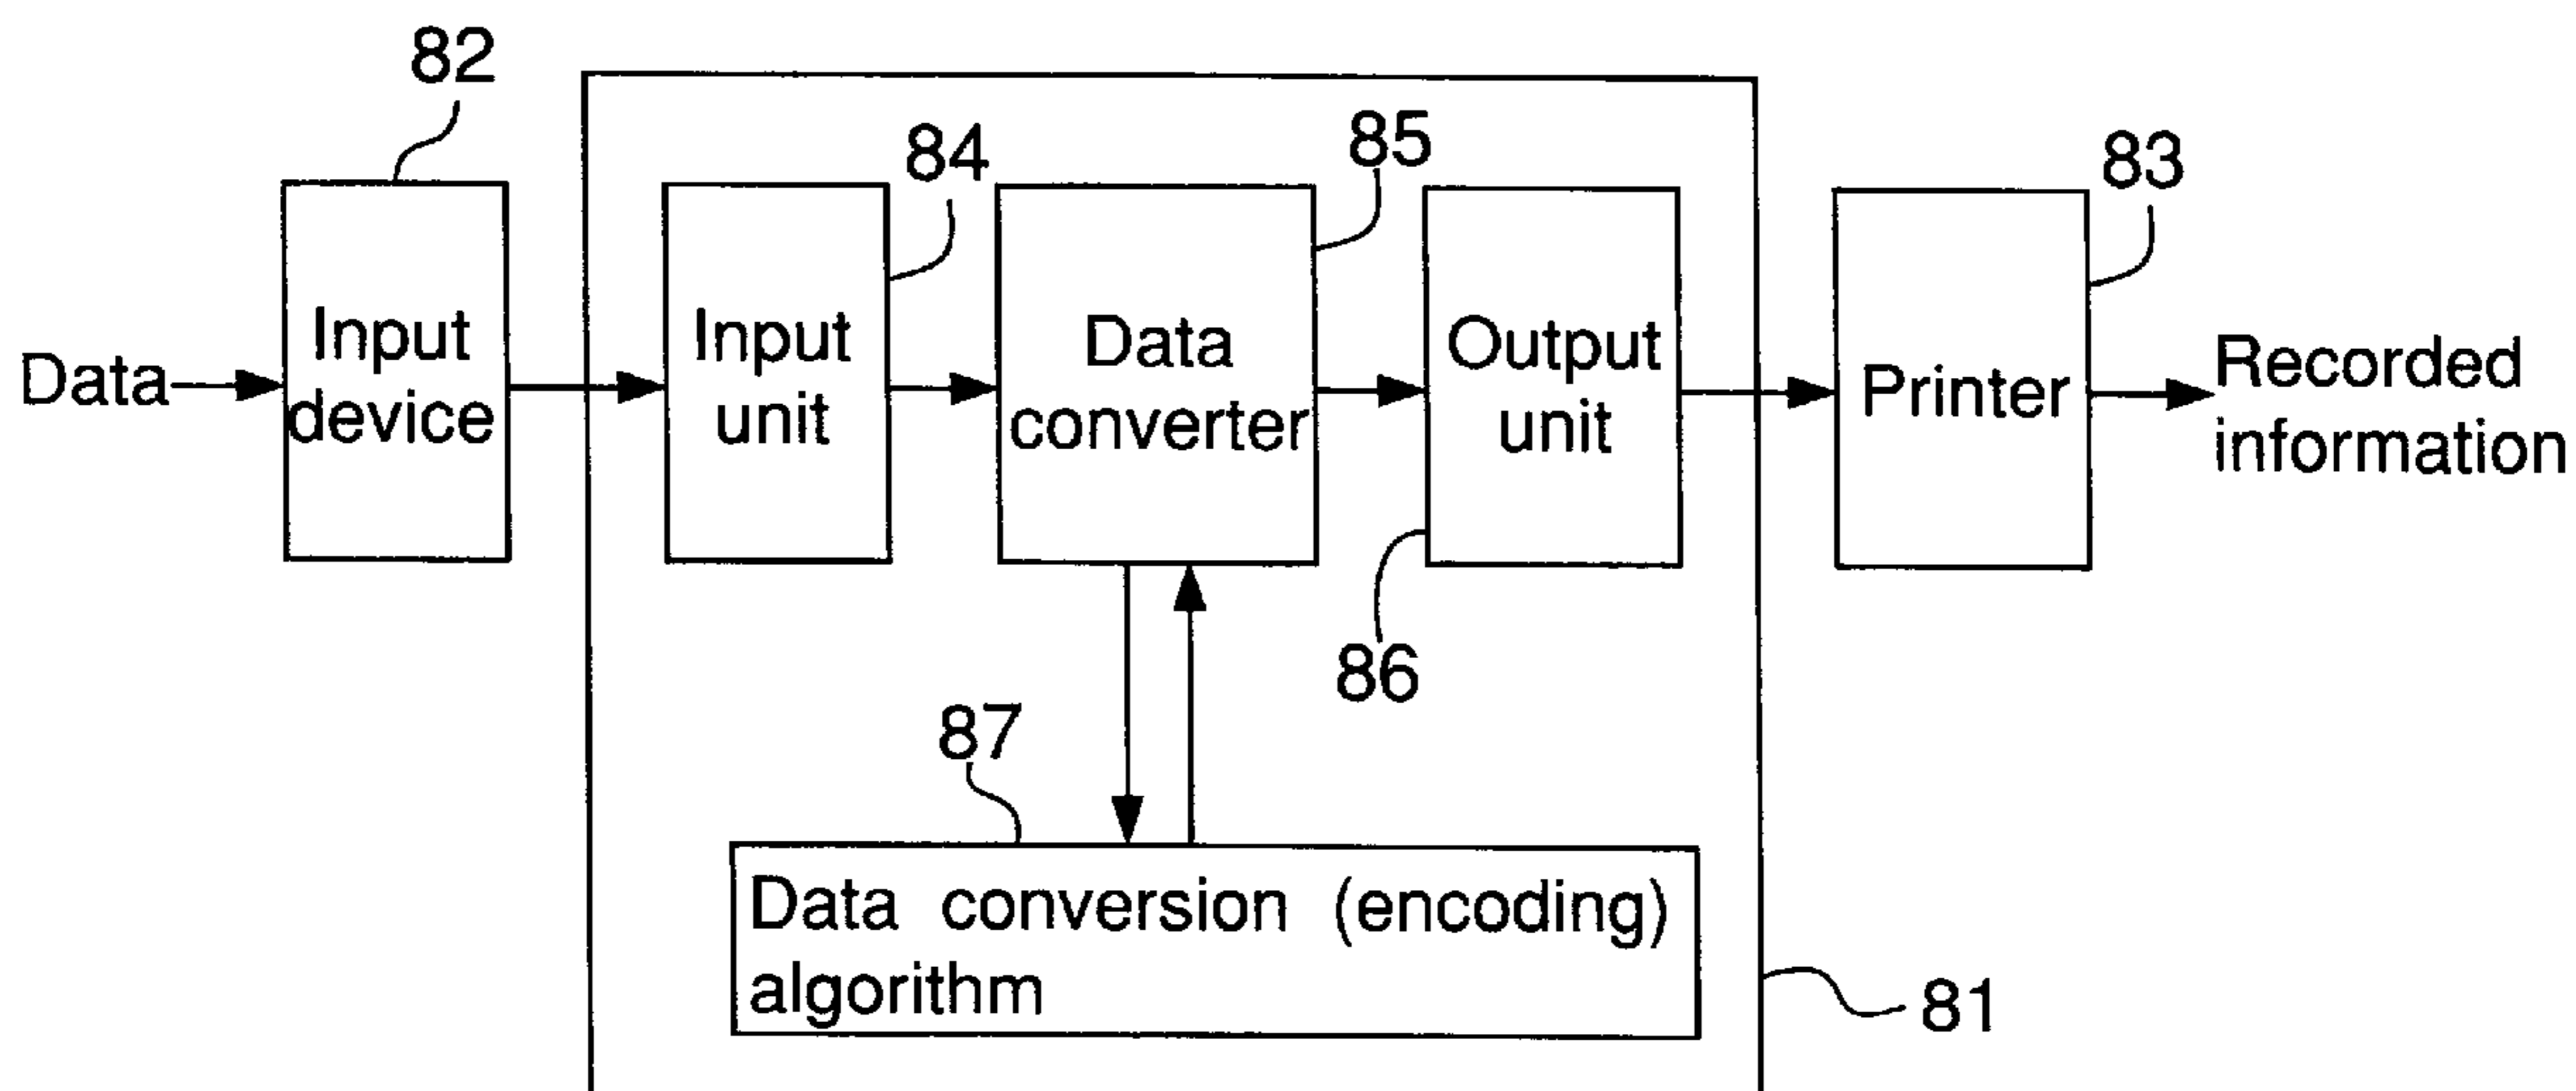 82
84
85
83
Data
Input
device
Input
unit
Data
converter
Output
unit
Printer
Recorded
information
86
87
Data conversion (encoding)
algorithm
81